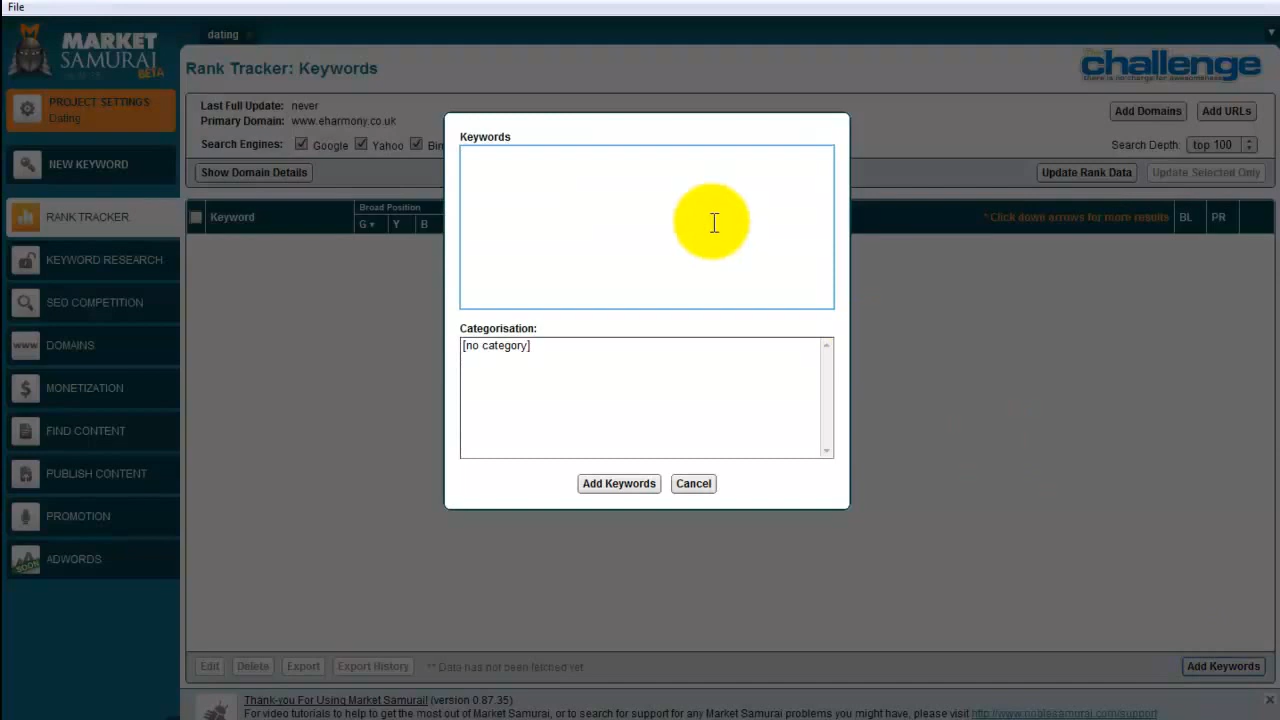 File
MARKET
SAMURAI
BETA
dating
Rank Tracker: Keywords
challenge
PROJECT SETTINGS
Dating
Last Full Update: never
Primary Domain: www.eharmony.co.uk
Search Engines: Google Yahoo Bin
Add Domains Add URLs
Search Depth: top 100
Show Domain Details
Update Rank Data Update Selected Only
NEW KEYWORD
RANK TRACKER
KEYWORD RESEARCH
SEO COMPETITION
DOMAINS
MONETIZATION
FIND CONTENT
PUBLISH CONTENT
PROMOTION
ADWORDS
SOON
Keyword
Broad Position
G Y B
* Click down arrows for more results BL PR
Keywords
Categorisation:
[no category]
Add Keywords Cancel
Edit Delete Export Export History ** Data has not been fetched yet
Add Keywords
Thank-you For Using Market Samurai! (version 0.87.35)
For video tutorials to help to get the most out of Market Samurai, or to search for support for any Market Samurai problems you might have, please visit http://www.noblesamurai.com/support